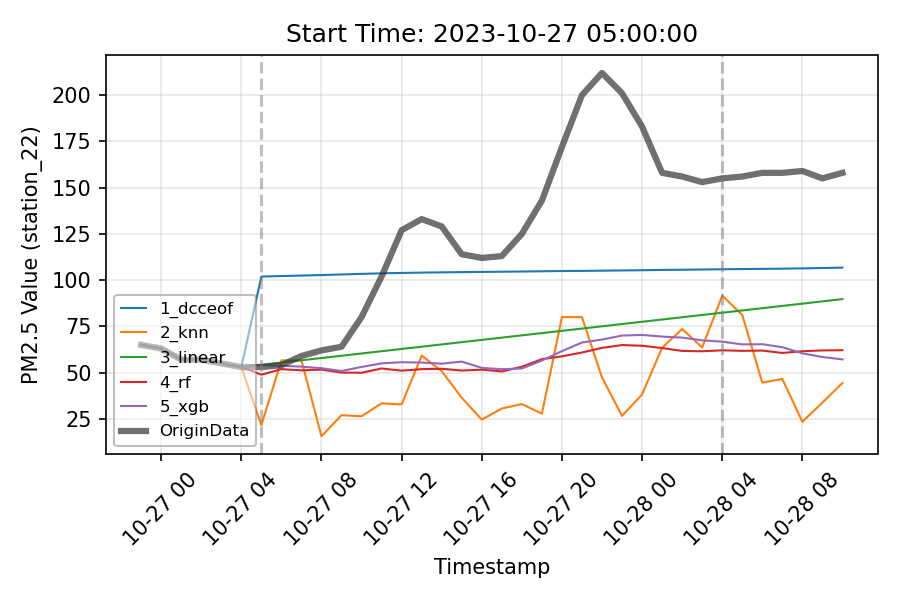 Start Time: 2023-10-27 05:00:00
PM2.5 Value (station_22)
200
175
150
125
100
75
50
25
1_dcceof
2_knn
3_linear
4_rf
5_xgb
OriginData
10-27 00
10-27 04
10-27 08
10-27 12
10-27 16
10-27 20
10-28 00
10-28 04
10-28 08
Timestamp